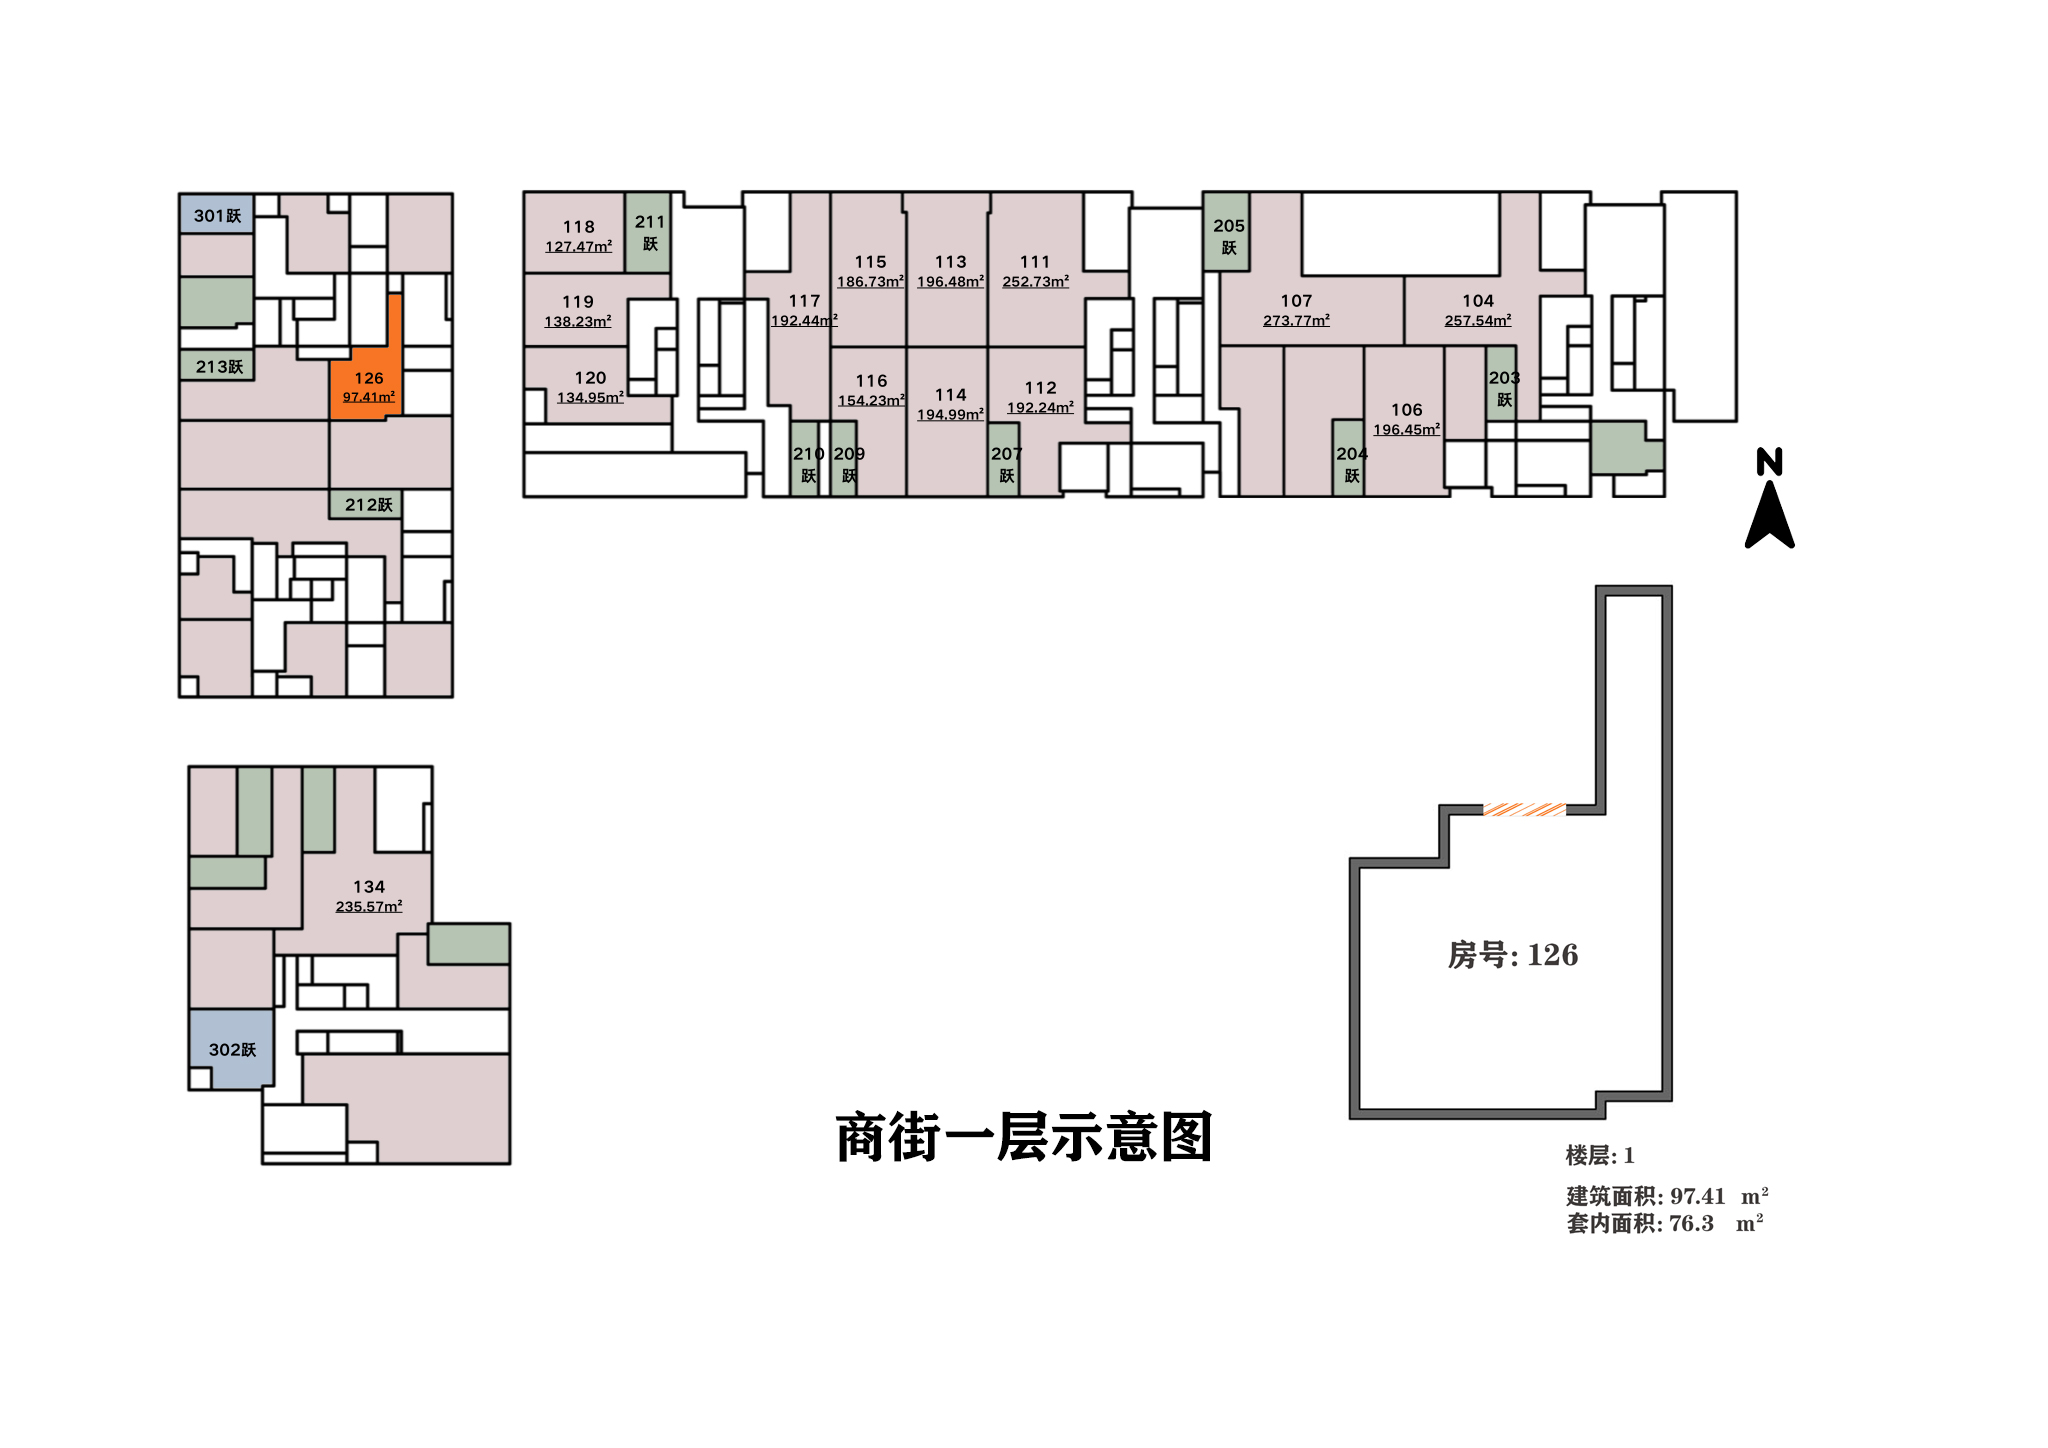 301跃
213跃
126
97.41m²
212跃
118
127.47m²
211
跃
119
138.23m²
120
134.95m²
117
192.44m²
115
186.73m²
113
196.48m²
111
252.73m²
116
154.23m²
114
194.99m²
112
192.24m²
210
跃
209
跃
207
跃
205
跃
107
273.77m²
104
257.54m²
203
跃
106
196.45m²
204
跃
N
134
235.57m²
302跃
房号: 126
商街一层示意图
楼层: 1
建筑面积: 97.41 m²
套内面积: 76.3 m²